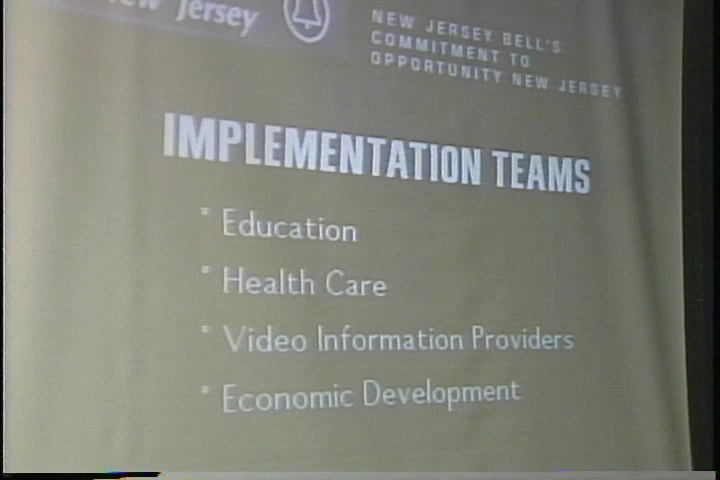 Jersey
NEW JERSEY BELL'S
COMMITMENT TO
OPPORTUNITY NEW JERSEY
IMPLEMENTATION TEAMS
* Education
* Health Care
* Video Information Providers
* Economic Development